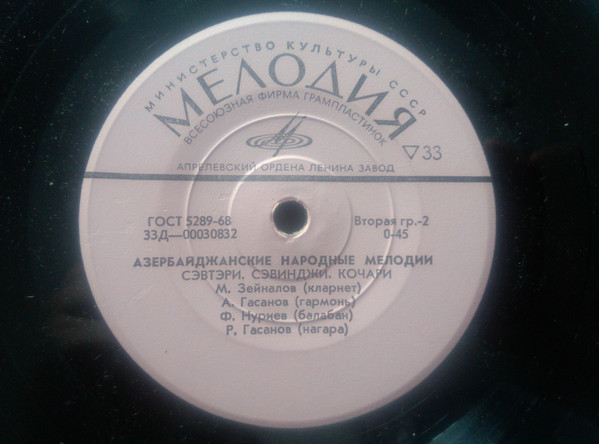 МИНИСТЕРСТВО КУЛЬТУРЫ СССР
МЕЛОДИЯ
ВСЕСОЮЗНАЯ ФИРМА ГРАМПЛАСТИНОК
▽33
АПРЕЛЕВСКИЙ ОРДЕНА ЛЕНИНА ЗАВОД
ГОСТ 5289-68 Вторая гр.-2
33Д—00030832 0-45
АЗЕРБАЙДЖАНСКИЕ НАРОДНЫЕ МЕЛОДИИ
СЭВТЭРИ. СЭВИНДЖИ. КОЧАРИ
М. Зейналов (кларнет)
А. Гасанов (гармонь)
Ф. Нуриев (балабан)
Р. Гасанов (нагара)